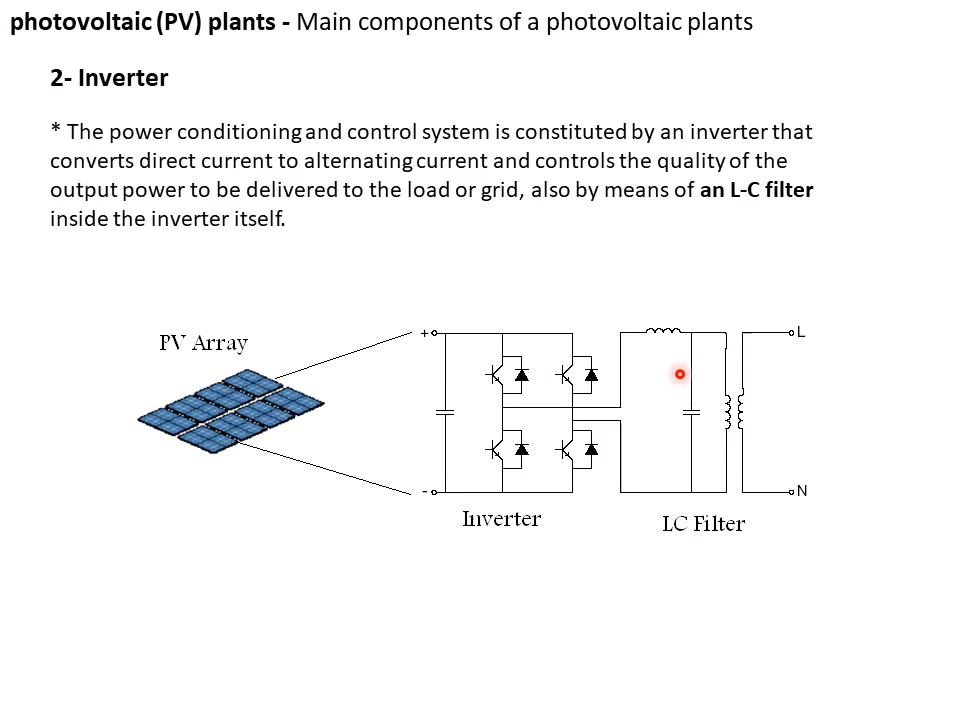 photovoltaic (PV) plants - Main components of a photovoltaic plants
2- Inverter
* The power conditioning and control system is constituted by an inverter that
converts direct current to alternating current and controls the quality of the
output power to be delivered to the load or grid, also by means of an L-C filter
inside the inverter itself.
PV Array
+
L
-
N
Inverter
LC Filter